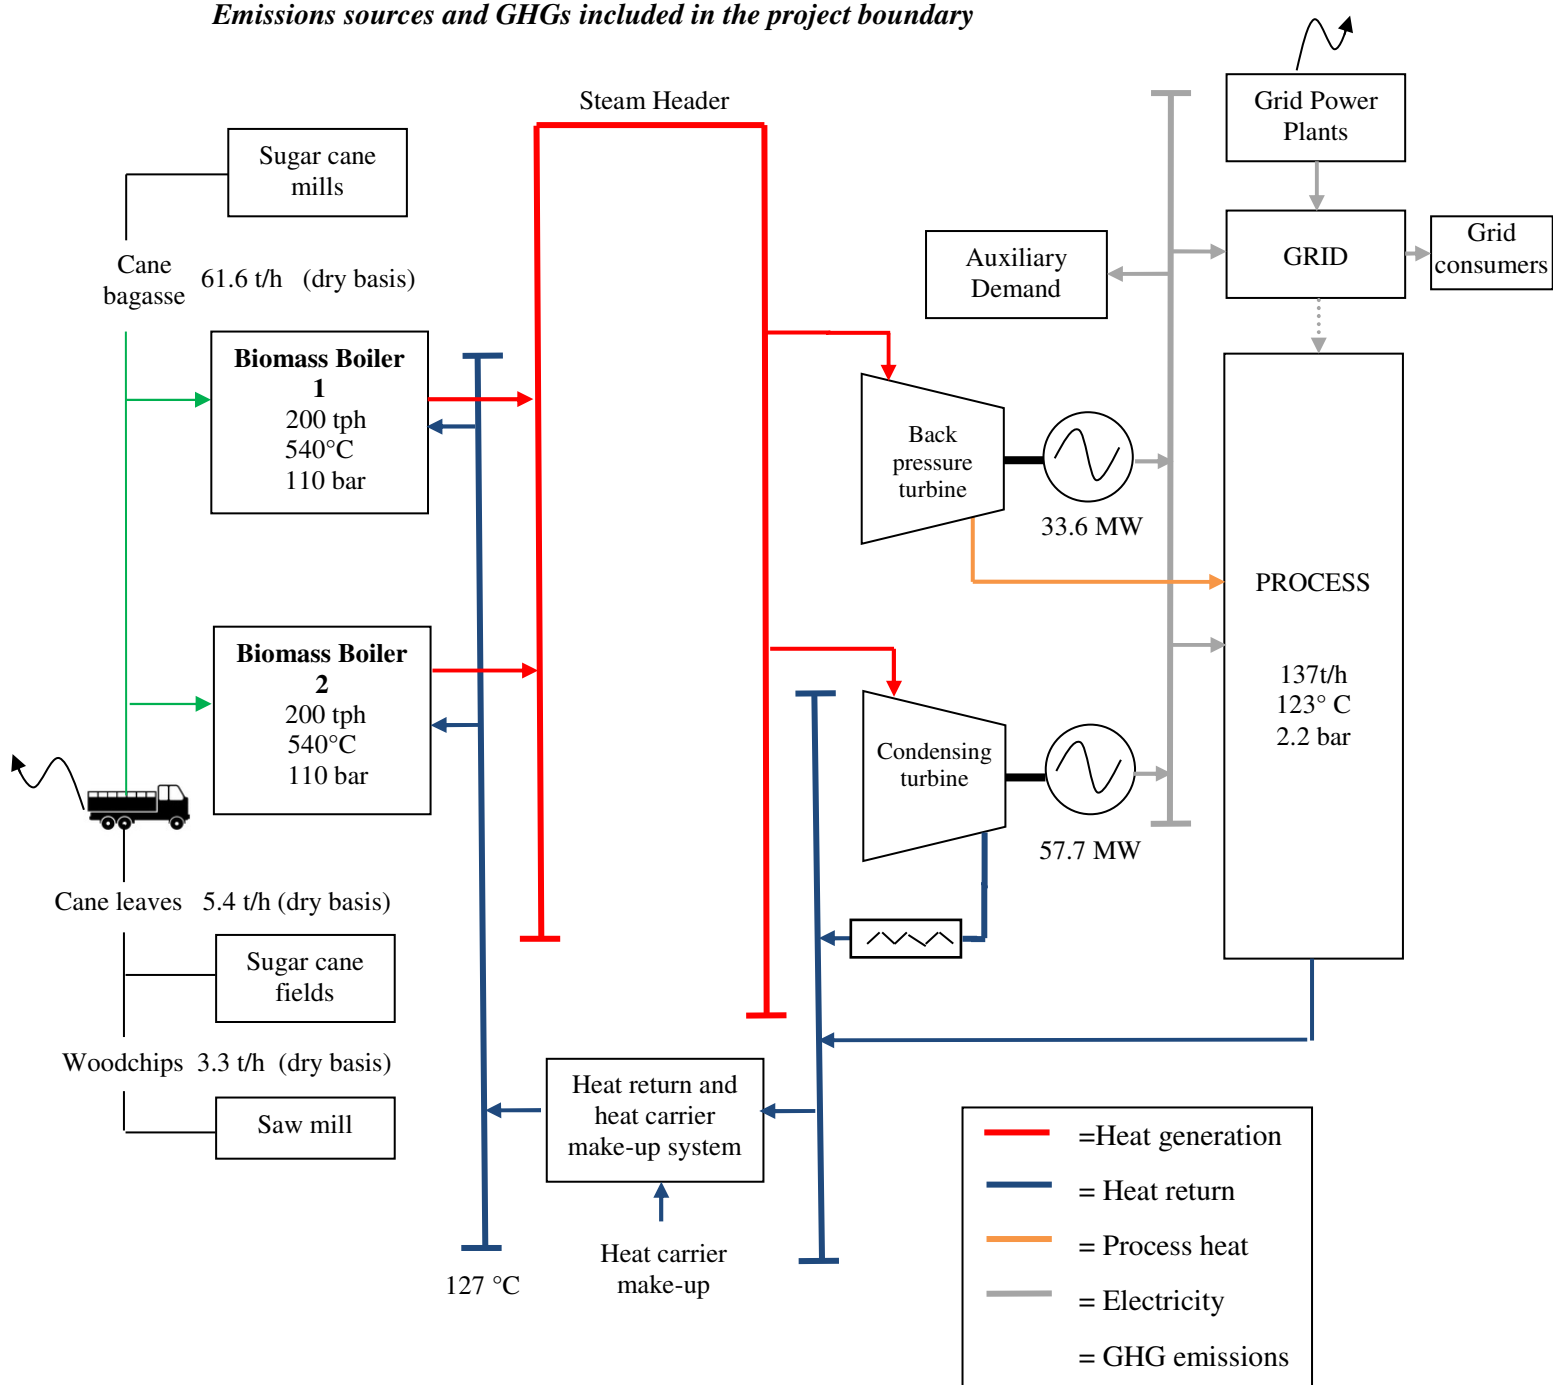 Emissions sources and GHGs included in the project boundary
Steam Header
Sugar cane
mills
Cane
bagasse
61.6 t/h (dry basis)
Biomass Boiler
1
200 tph
540°C
110 bar
Biomass Boiler
2
200 tph
540°C
110 bar
Cane leaves 5.4 t/h (dry basis)
Sugar cane
fields
Woodchips 3.3 t/h (dry basis)
Saw mill
127 °C
Heat return and
heat carrier
make-up system
Heat carrier
make-up
Back
pressure
turbine
33.6 MW
Condensing
turbine
57.7 MW
Auxiliary
Demand
Grid Power
Plants
GRID
Grid
consumers
PROCESS
137t/h
123° C
2.2 bar
=Heat generation
= Heat return
= Process heat
= Electricity
= GHG emissions